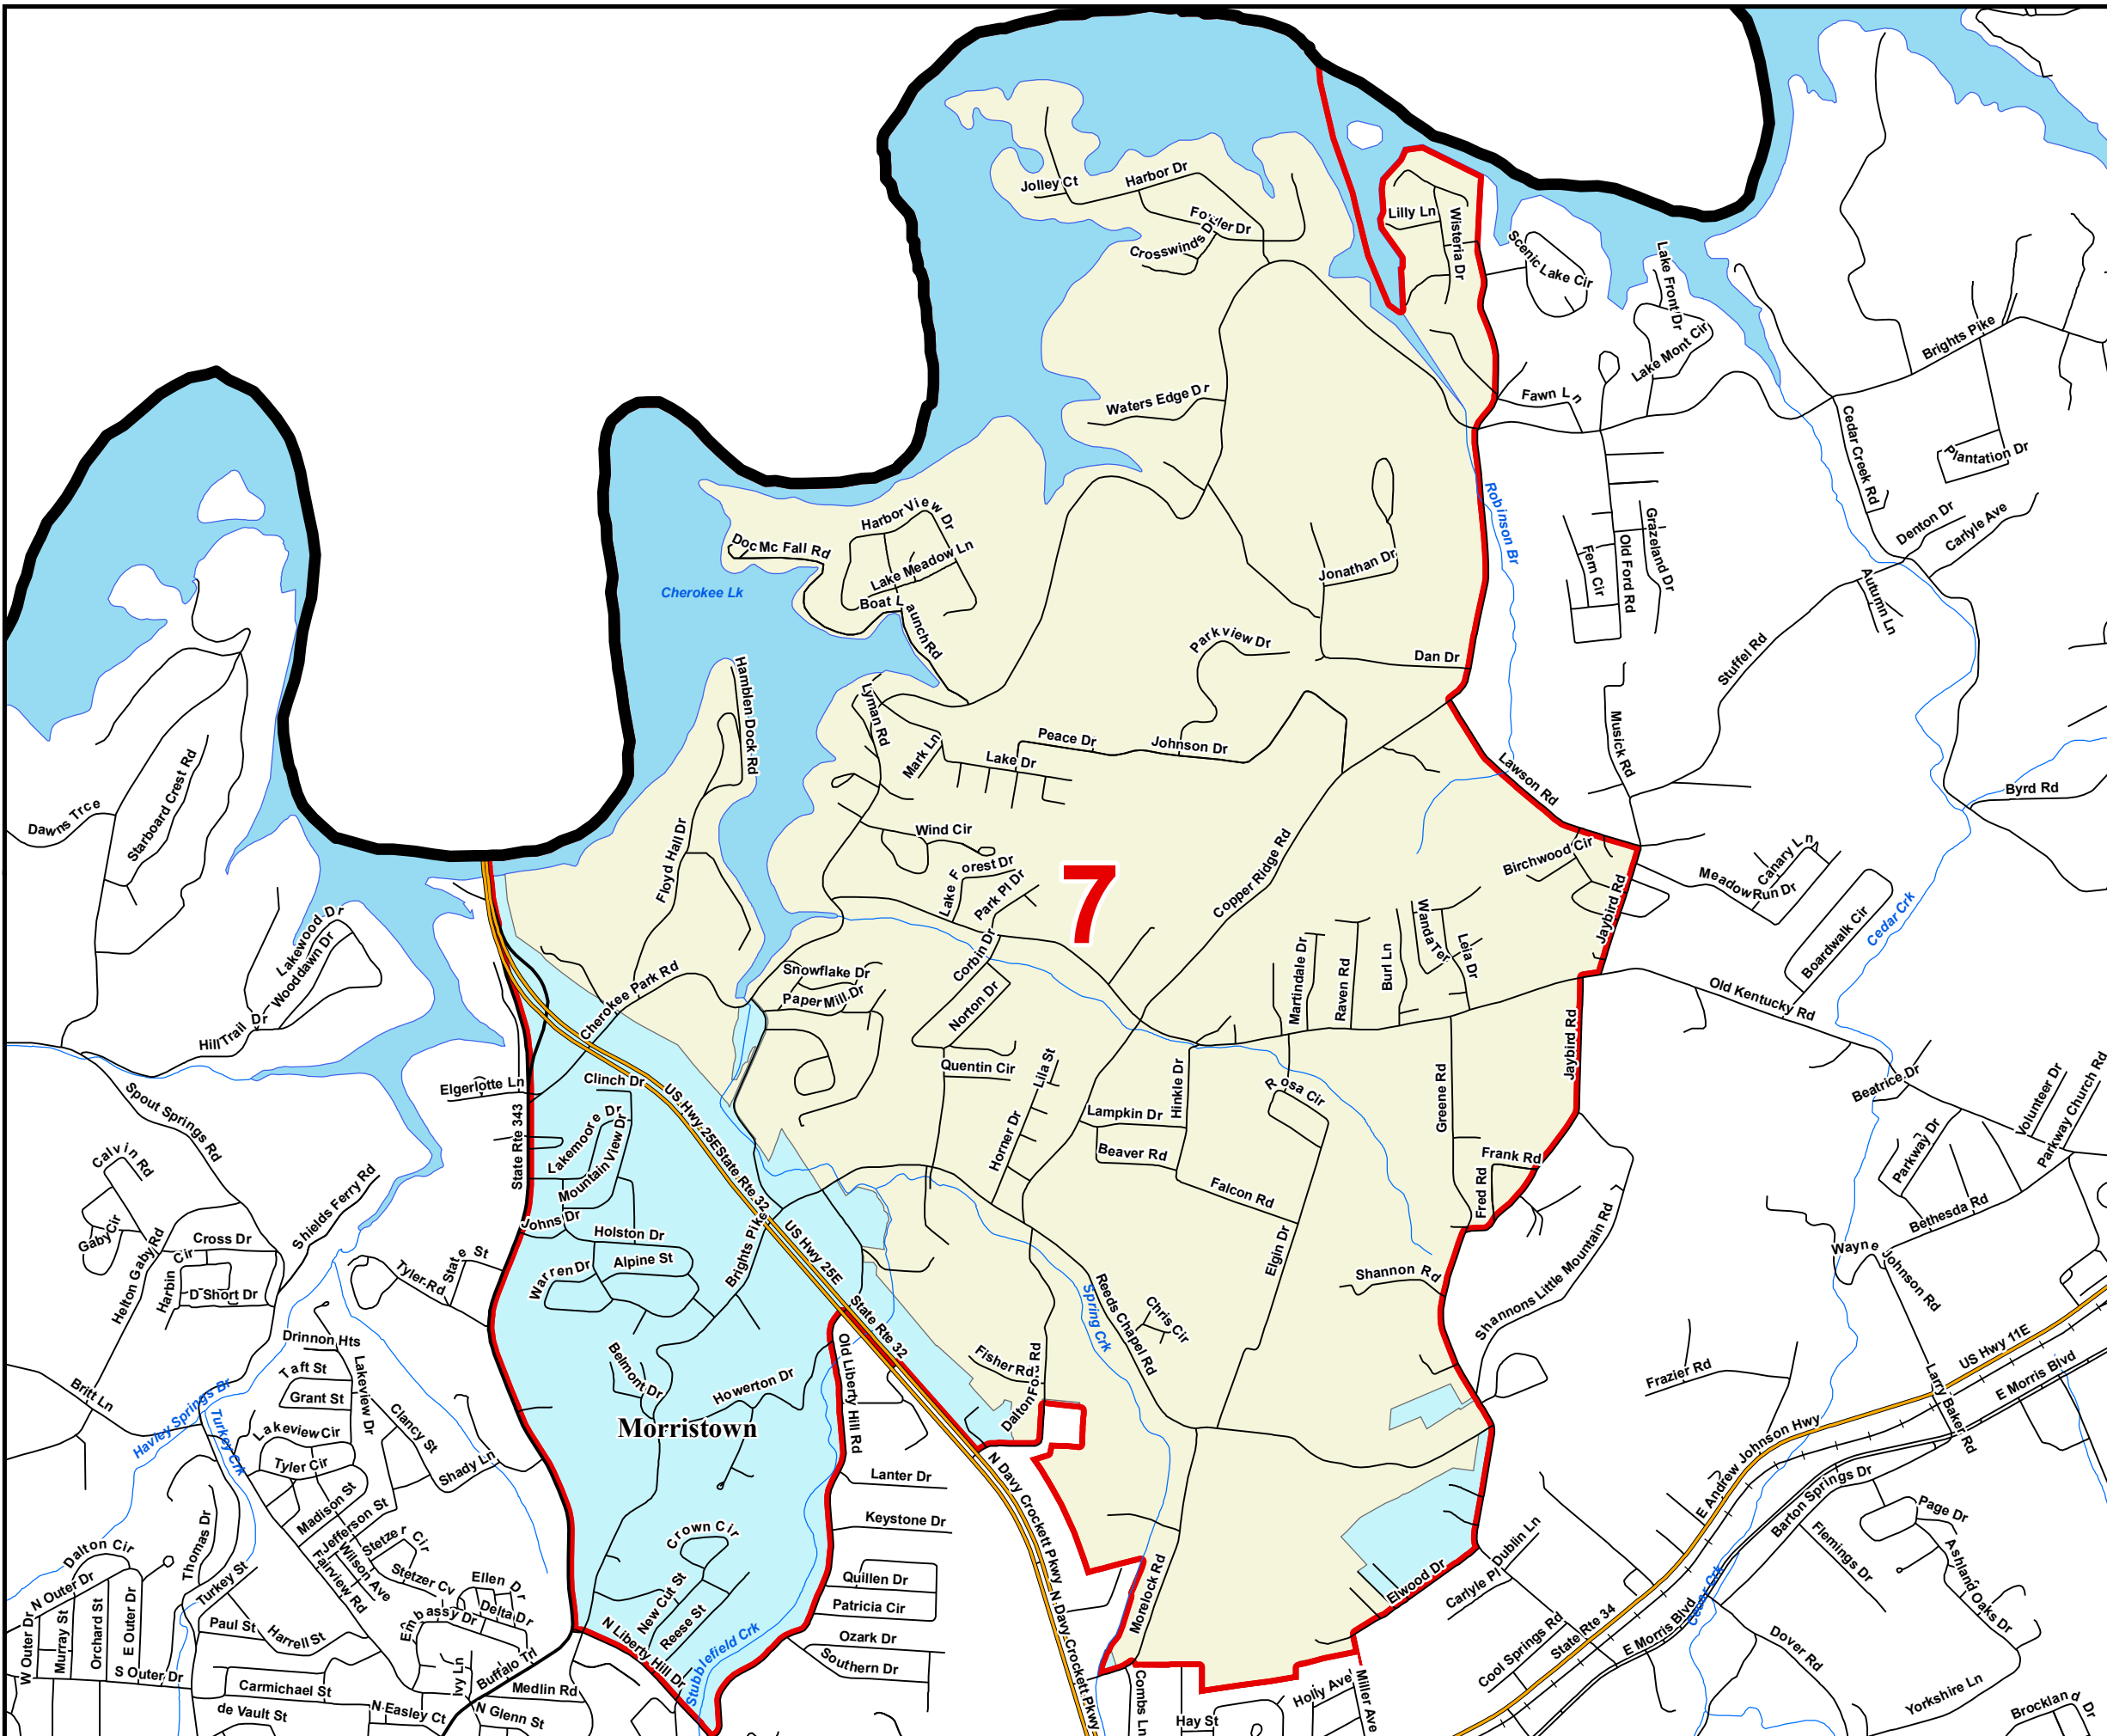 Jolley Ct
Harbor Dr
Fowler Dr
Crosswinds Dr
Lilly Ln
Wisteria Dr
Scenic Lake Cir
Lake Front Dr
Lake Mont Cir
Brights Pike
Waters Edge Dr
Fawn Ln
Cedar Creek Rd
Plantation Dr
Denton Dr
Carlyle Ave
Autumn Ln
Robinson Br
Fern Cir
Old Ford Rd
Grazeland Dr
Harbor View Dr
Doc Mc Fall Rd
Lake Meadow Ln
Boat Launch Rd
Cherokee Lk
Jonathan Dr
Parkview Dr
Dan Dr
Stuffel Rd
Musick Rd
Hamblen Dock Rd
Lyman Rd
Mark Ln
Peace Dr
Johnson Dr
Lake Dr
Lawson Rd
Byrd Rd
Dawns Trce
Starboard Crest Rd
Floyd Hall Dr
Wind Cir
Lake Forest Dr
Park Pl Dr
7
Copper Ridge Rd
Birchwood Cir
Jaybird Rd
Meadow Run Dr
Canary Ln
Boardwalk Cir
Cedar Crk
Lakewood Dr
Wooddawn Dr
Hill Trail Dr
Cherokee Park Rd
Snowflake Dr
Paper Mill Dr
Corbin Dr
Norton Dr
Quentin Cir
Martindale Dr
Raven Rd
Burl Ln
Wanda Ter
Leia Dr
Old Kentucky Rd
Jaybird Rd
Beatrice Dr
Volunteer Dr
Parkway Church Rd
Parkway Dr
Bethesda Rd
Spout Springs Rd
Elgerlotte Ln
Clinch Dr
State Rte 343
Lakemoore Dr
Mountain View Dr
US Hwy 25E
State Rte 32
Lila St
Horner Dr
Lampkin Dr
Hinkle Dr
Beaver Rd
Rosa Cir
Falcon Rd
Greene Rd
Frank Rd
Fred Rd
Elgin Dr
Shannon Rd
Shannons Little Mountain Rd
Wayne Johnson Rd
Calvin Rd
Gaby Cir
Helton Gaby Rd
Cross Dr
Harbin Cir
D Short Dr
Shields Ferry Rd
State St
Tyler Rd
Johns Dr
Holston Dr
Alpine St
Warren Dr
Brights Pike
US Hwy 25E
State Rte 32
Reeds Chapel Rd
Spring Crk
Chris Cir
Fisher Rd
Dalton Ford Rd
Old Liberty Hill Rd
Belmont Dr
Howerton Dr
Morristown
Drinnon Hts
Taft St
Grant St
Lakeview Dr
Clancy St
Britt Ln
Havley Springs Br
Turkey Crk
Lakeview Cir
Tyler Cir
Madison St
Jefferson St
Shady Ln
Stetzer Cir
Wilson Ave
Fairview Rd
Stetzer Cv
Thomas Dr
Turkey St
Dalton Cir
N Outer Dr
W Outer Dr
Murray St
Orchard St
E Outer Dr
S Outer Dr
Paul St
Harrell St
Embassy Dr
Ellen Dr
Delta Dr
Ivy Ln
Buffalo Trl
Carmichael St
de Vault St
N Easley Ct
N Glenn St
Medlin Rd
Crown Cir
New Cut St
Reese St
N Liberty Hill Dr
Stubblefield Crk
Lanter Dr
Keystone Dr
Quillen Dr
Patricia Cir
Ozark Dr
Southern Dr
N Davy Crockett Pkwy
N Davy Crockett Pkwy
Morelock Rd
Combs Ln
Hay St
Holly Ave
Miller Ave
Elwood Dr
Carlyle Pl
Dublin Ln
Cool Springs Rd
State Rte 34
E Morris Blvd
Cedar Crk
Frazier Rd
E Andrew Johnson Hwy
US Hwy 11E
E Morris Blvd
Larry Baker Rd
Barton Springs Dr
Page Dr
Flemings Dr
Ashland Oaks Dr
Dover Rd
Yorkshire Ln
Brockland Dr